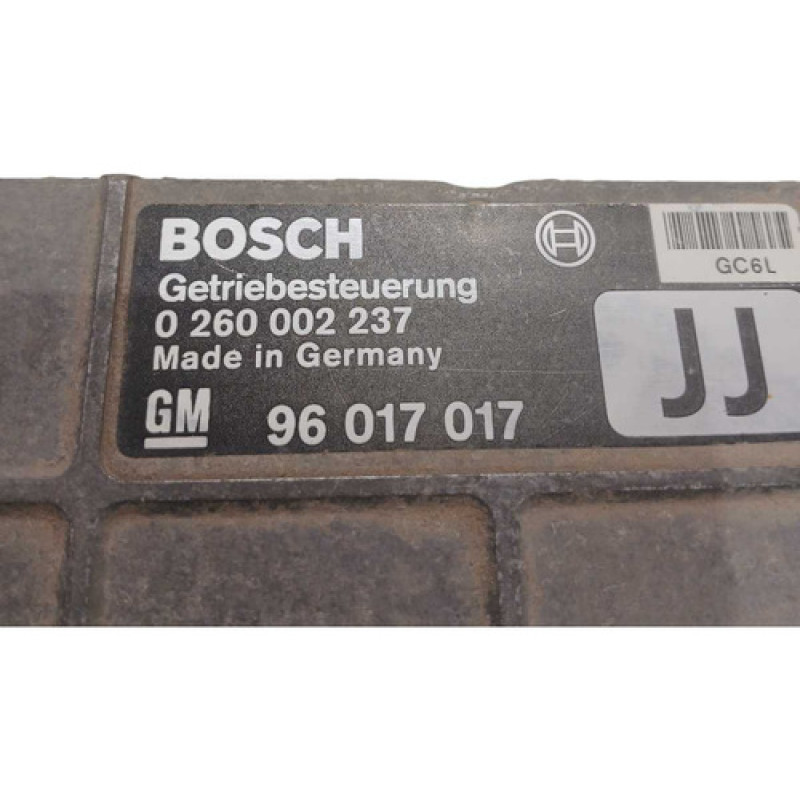 BOSCH
Getriebesteuerung
0 260 002 237
Made in Germany
GM 96 017 017
GC6L
JJ